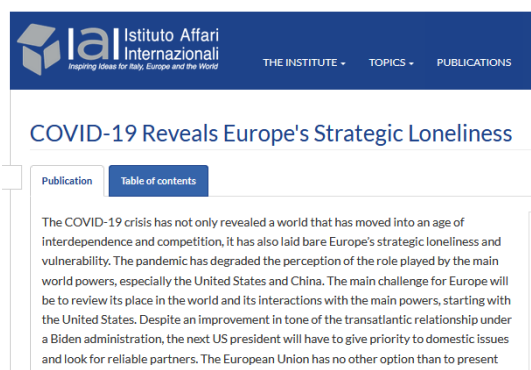 iai Istituto Affari
Internazionali
Inspiring Ideas for Italy, Europe and the World
THE INSTITUTE TOPICS PUBLICATIONS
COVID-19 Reveals Europe's Strategic Loneliness
Publication Table of contents
The COVID-19 crisis has not only revealed a world that has moved into an age of
interdependence and competition, it has also laid bare Europe's strategic loneliness and
vulnerability. The pandemic has degraded the perception of the role played by the main
world powers, especially the United States and China. The main challenge for Europe will
be to review its place in the world and its interactions with the main powers, starting with
the United States. Despite an improvement in tone of the transatlantic relationship under
a Biden administration, the next US president will have to give priority to domestic issues
and look for reliable partners. The European Union has no other option than to present